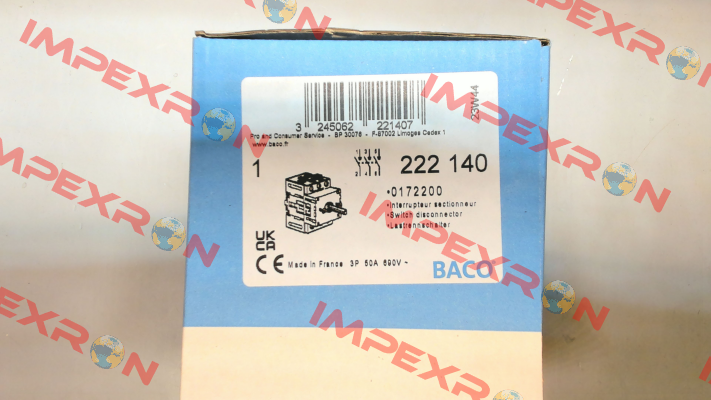 IMPEXRON
IMPEXRON
IMPEXRON
IMPEXRON
IMPEXRON
IMPEXRON
23W44
3 245062 221407
Pro and Consumer Service - BP 30076 - F-87002 Limoges Cedex 1
www.baco.fr
1
222 140
•0172200
•Interrupteur sectionneur
•Switch disconnector
•Lastrennschalter
UK
CA
CE Made in France 3P 50A 690V ~
BACO